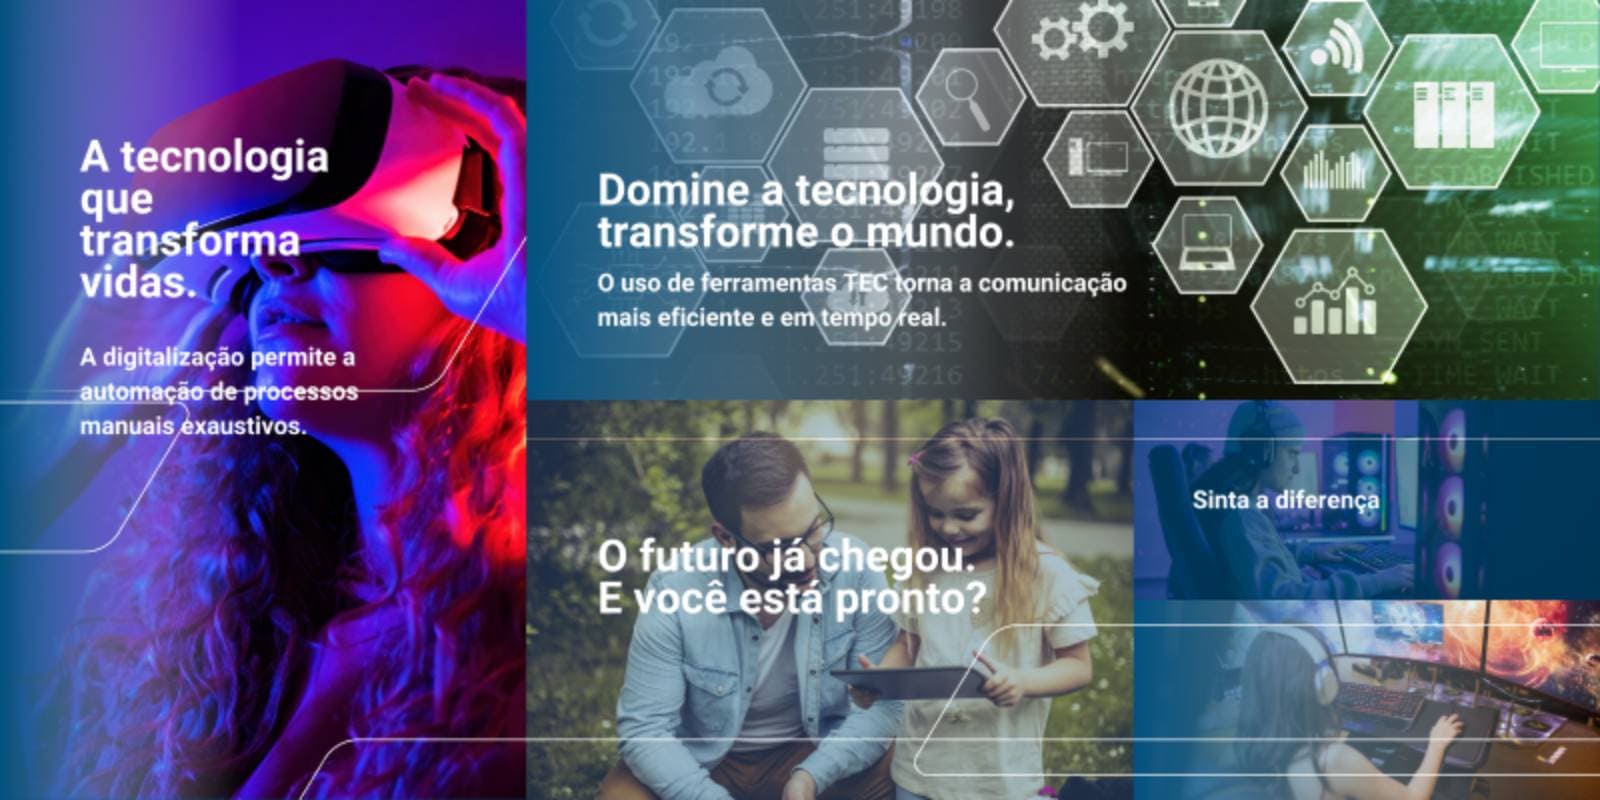 A tecnologia
que
transforma
vidas.
A digitalização permite a
automação de processos
manuais exaustivos.
Domine a tecnologia,
transforme o mundo.
O uso de ferramentas TEC torna a comunicação
mais eficiente e em tempo real.
O futuro já chegou.
E você está pronto?
Sinta a diferença